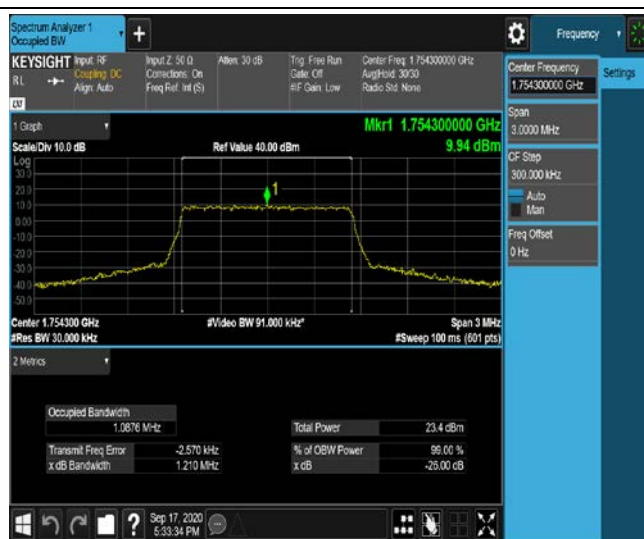 Spectrum Analyzer 1
Occupied BW
+
Frequency
KEYSIGHT
RL
Input: RF
Coupling: DC
Align: Auto
Input Z: 50 Ω
Corrections: On
Freq Ref: Int (S)
Atten: 30 dB
Trig: Free Run
Gate: Off
#IF Gain: Low
Center Freq: 1.754300000 GHz
Avg|Hold: 30/30
Radio Std: None
Center Frequency
1.754300000 GHz
Settings
Span
3.0000 MHz
CF Step
300.000 kHz
Auto
Man
Freq Offset
0 Hz
1 Graph
Scale/Div 10.0 dB
Ref Value 40.00 dBm
Mkr1 1.754300000 GHz
9.94 dBm
Log
30.0
20.0
10.0
0.00
-10.0
-20.0
-30.0
-40.0
-50.0
1
Center 1.754300 GHz
#Res BW 30.000 kHz
#Video BW 91.000 kHz*
Span 3 MHz
#Sweep 100 ms (601 pts)
2 Metrics
Occupied Bandwidth
1.0876 MHz
Transmit Freq Error -2.570 kHz
x dB Bandwidth 1.210 MHz
Total Power 23.4 dBm
% of OBW Power 99.00 %
x dB -26.00 dB
?
Sep 17, 2020
5:33:34 PM